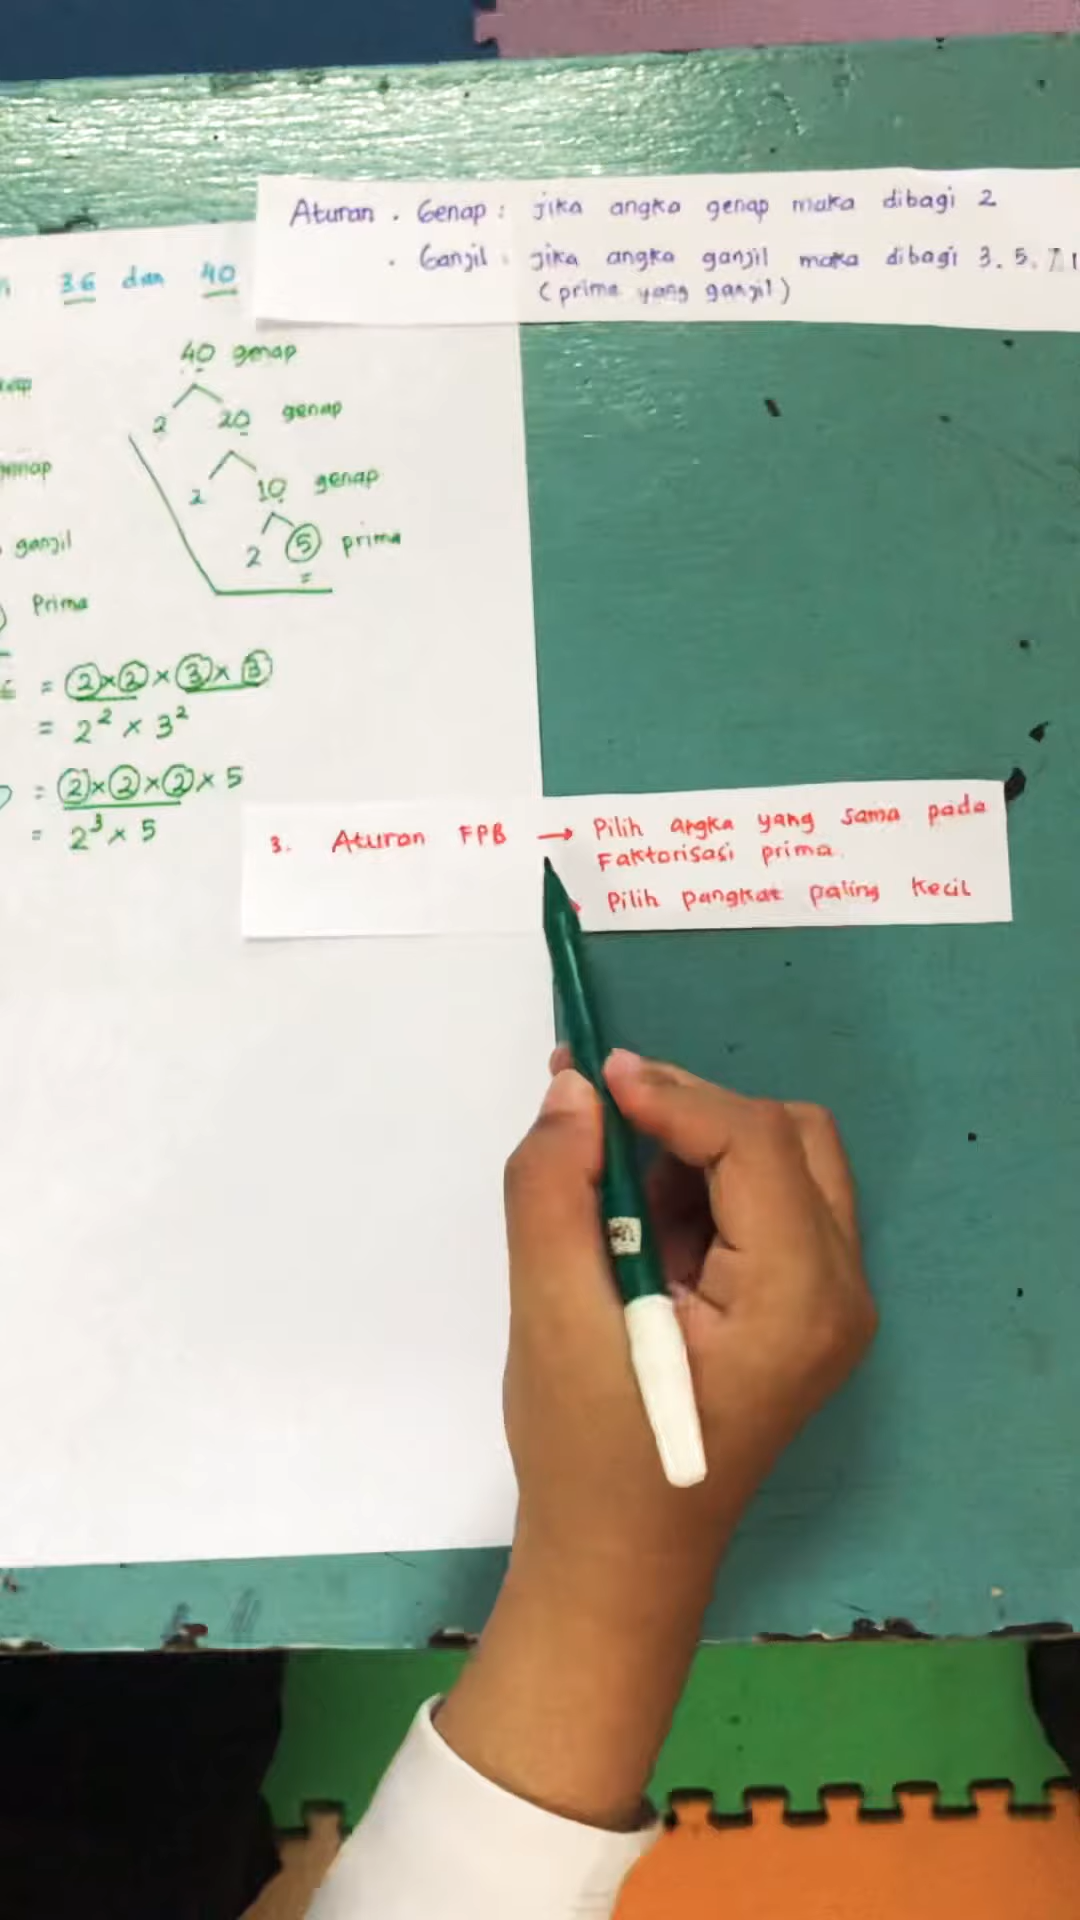 Aturan . Genap : jika angka genap maka dibagi 2
. Ganjil : jika angka ganjil maka dibagi 3. 5. 7. 1
(prima yang ganjil)
36 dan 40
40 genap
2 20 genap
2 10 genap
2 5 prima
ganjil
Prima
= 2 × 2 × 3 × 3
= 2² × 3²
= 2 × 2 × 2 × 5
= 2³ × 5
3. Aturan FPB → Pilih angka yang sama pada
Faktorisasi prima.
Pilih pangkat paling kecil